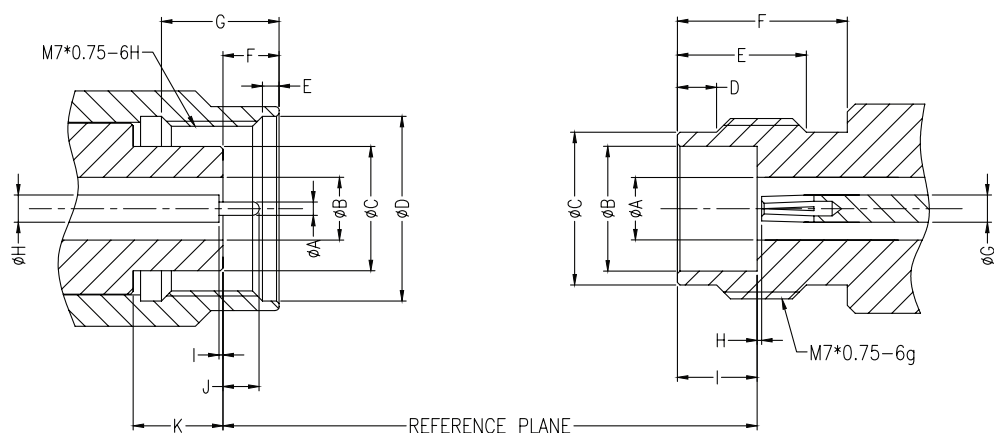 G
F
M7*0.75-6H
F
E
E
D
øH
øB
øC
øD
øA
øC
øB
øA
øG
I
J
H
M7*0.75-6g
I
K
REFERENCE PLANE